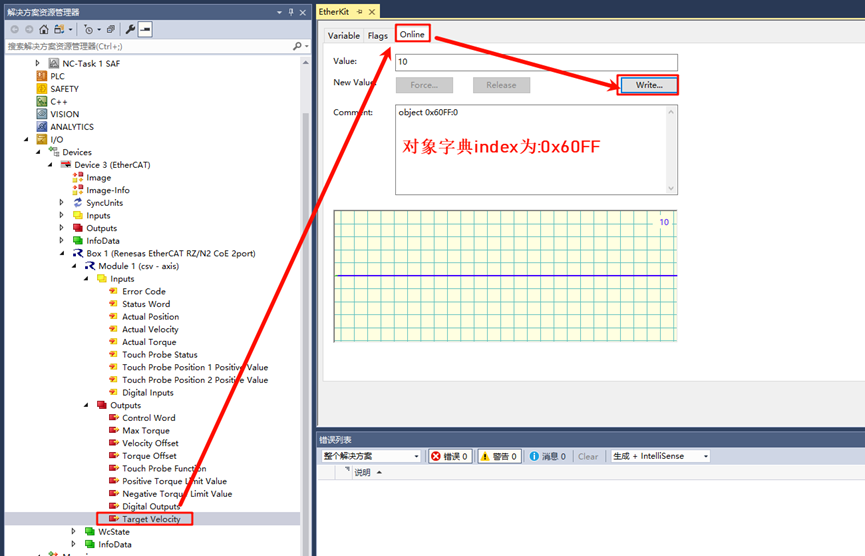 解决方案资源管理器
搜索解决方案资源管理器(Ctrl+;)
NC-Task 1 SAF
PLC
SAFETY
C++
VISION
ANALYTICS
I/O
Devices
Device 3 (EtherCAT)
Image
Image-Info
SyncUnits
Inputs
Outputs
InfoData
Box 1 (Renesas EtherCAT RZ/N2 CoE 2port)
Module 1 (csv - axis)
Inputs
Error Code
Status Word
Actual Position
Actual Velocity
Actual Torque
Touch Probe Status
Touch Probe Position 1 Positive Value
Touch Probe Position 2 Positive Value
Digital Inputs
Outputs
Control Word
Max Torque
Velocity Offset
Torque Offset
Touch Probe Function
Positive Torque Limit Value
Negative Torque Limit Value
Digital Outputs
Target Velocity
WcState
InfoData
EtherKit
Variable Flags Online
Value: 10
New Value Force... Release Write...
Comment: object 0x60FF:0
对象字典index为:0x60FF
10
错误列表
整个解决方案 错误 0 警告 0 消息 0 Clear 生成 + IntelliSense
说明